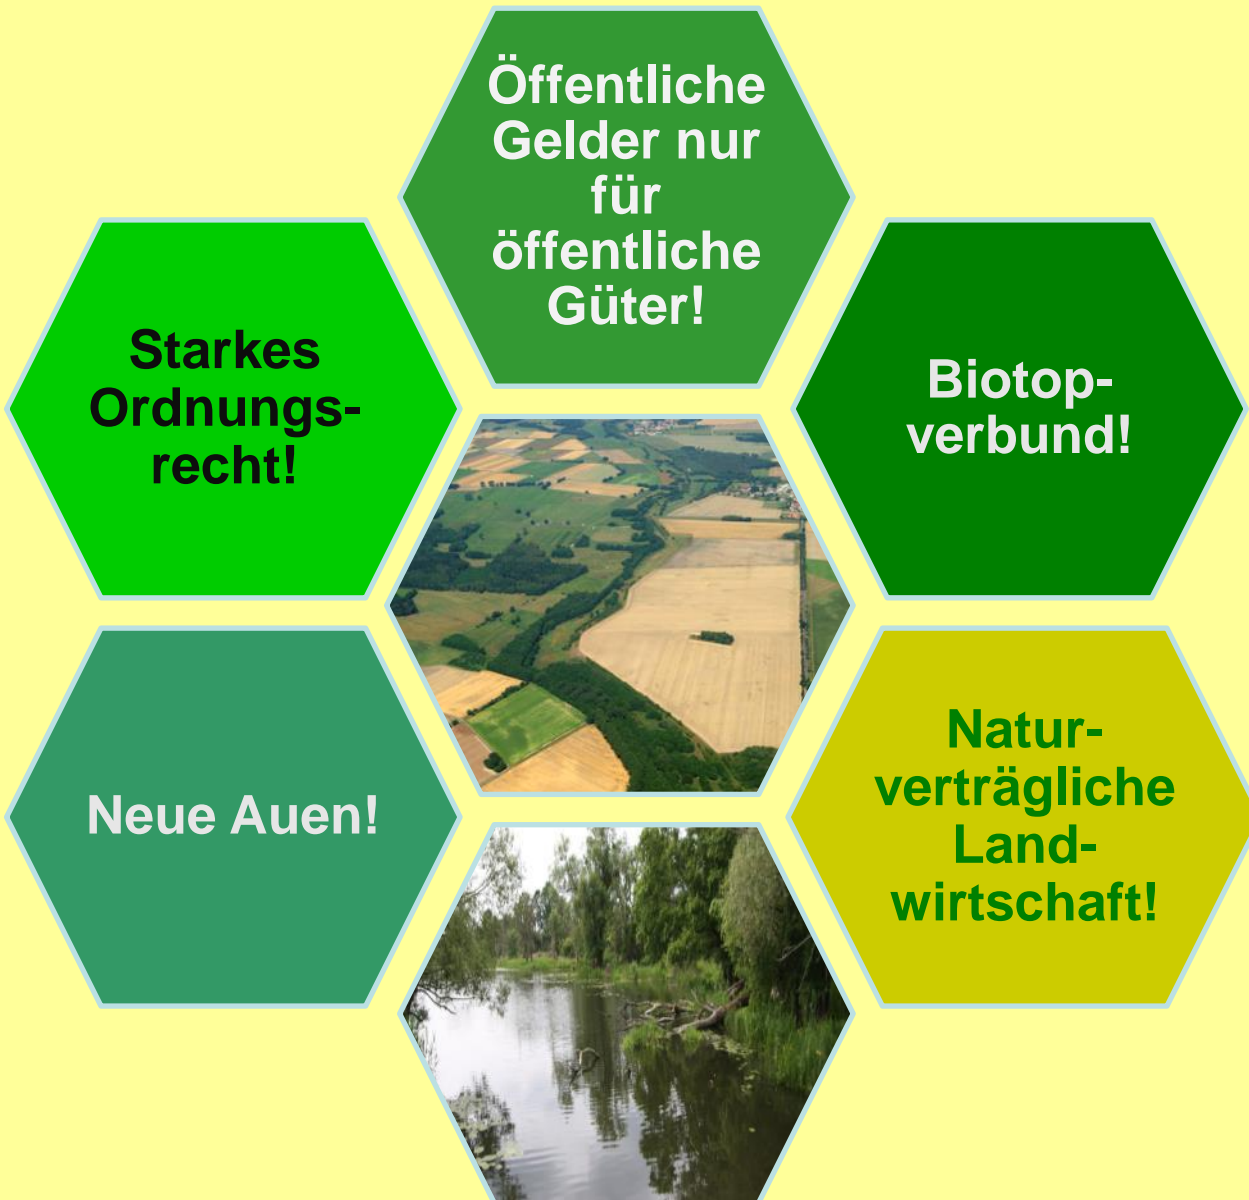 Öffentliche
Gelder nur
für
öffentliche
Güter!
Starkes
Ordnungs-
recht!
Biotop-
verbund!
Neue Auen!
Natur-
verträgliche
Land-
wirtschaft!